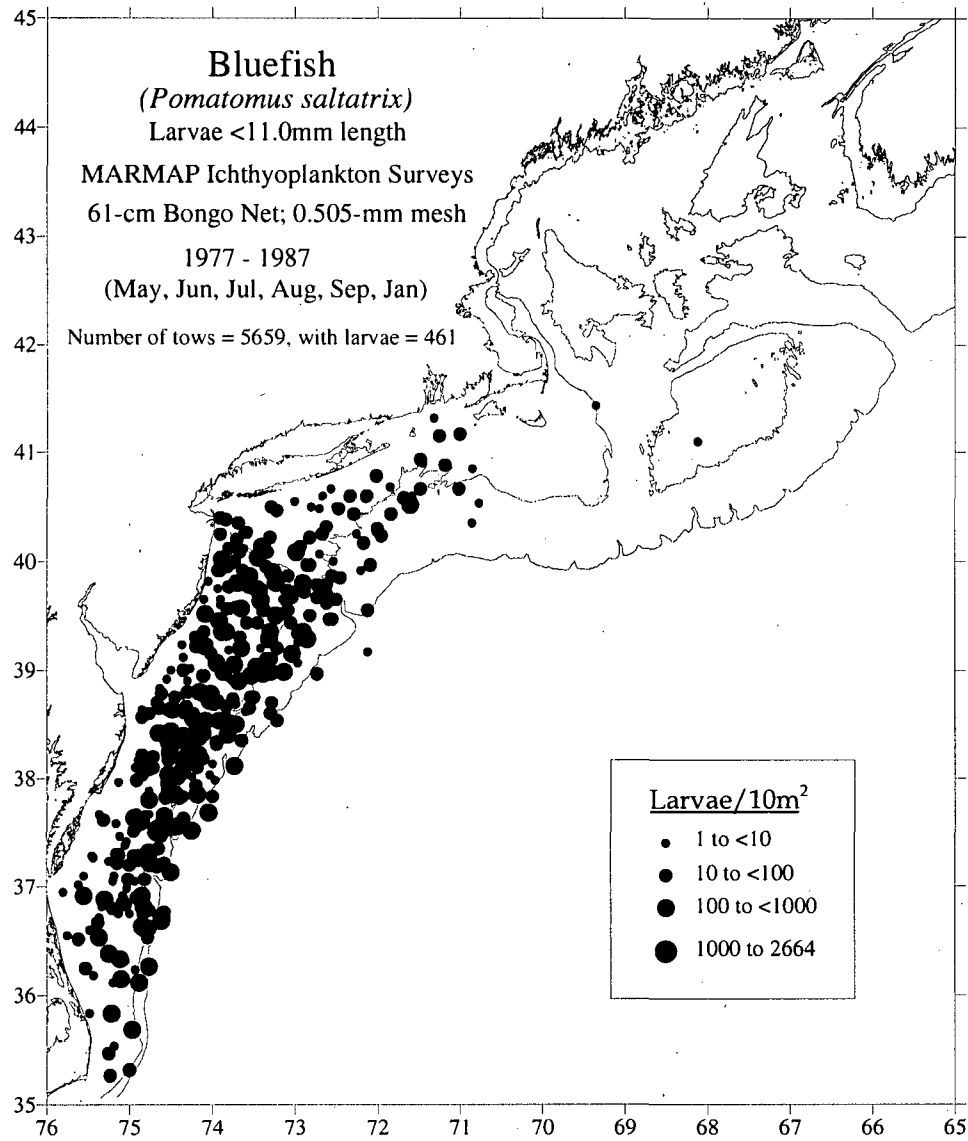 Bluefish
(Pomatomus saltatrix)
Larvae <11.0mm length
MARMAP Ichthyoplankton Surveys
61-cm Bongo Net; 0.505-mm mesh
1977 - 1987
(May, Jun, Jul, Aug, Sep, Jan)
Number of tows = 5659, with larvae = 461
45
44
43
42
41
40
39
38
37
36
35
Larvae/10m²
1 to <10
10 to <100
100 to <1000
1000 to 2664
76 75 74 73 72 71 70 69 68 67 66 65